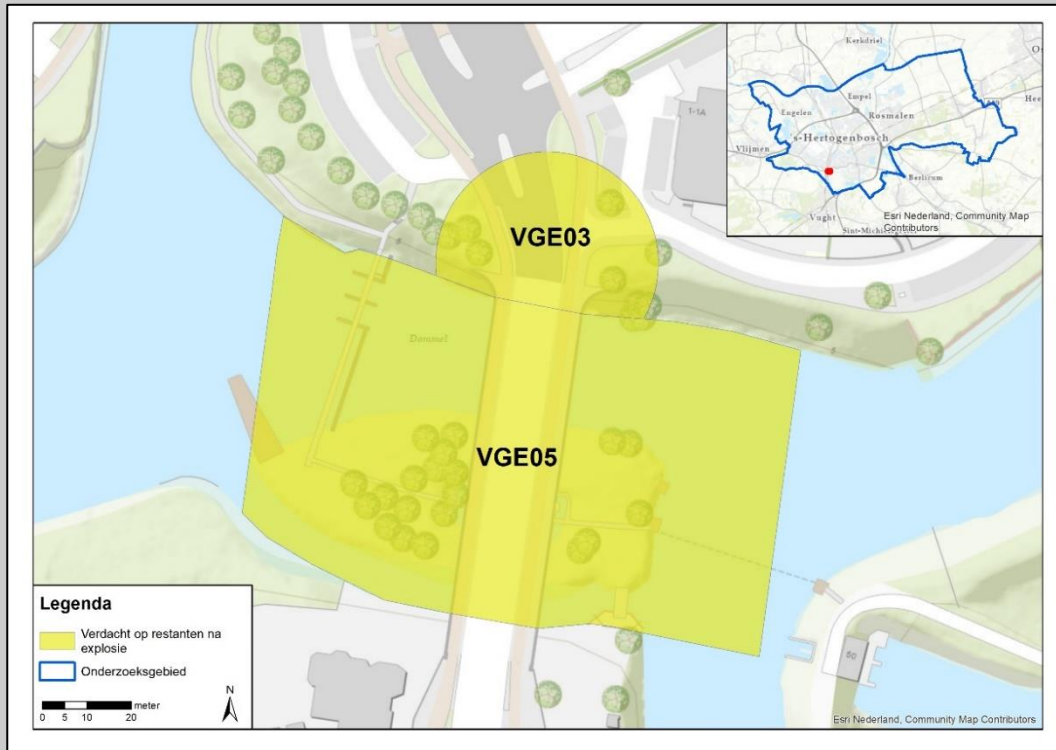 Kerkdriel
Empel
Engelen
Rosmalen
's-Hertogenbosch
Vlijmen
Berlicum
Vught
Esri Nederland, Community Map
Contributors
1-1A
VGE03
Dommel
VGE05
50
Legenda
Verdacht op restanten na
explosie
Onderzoeksgebied
meter
0 5 10 20
N
Esri Nederland, Community Map Contributors